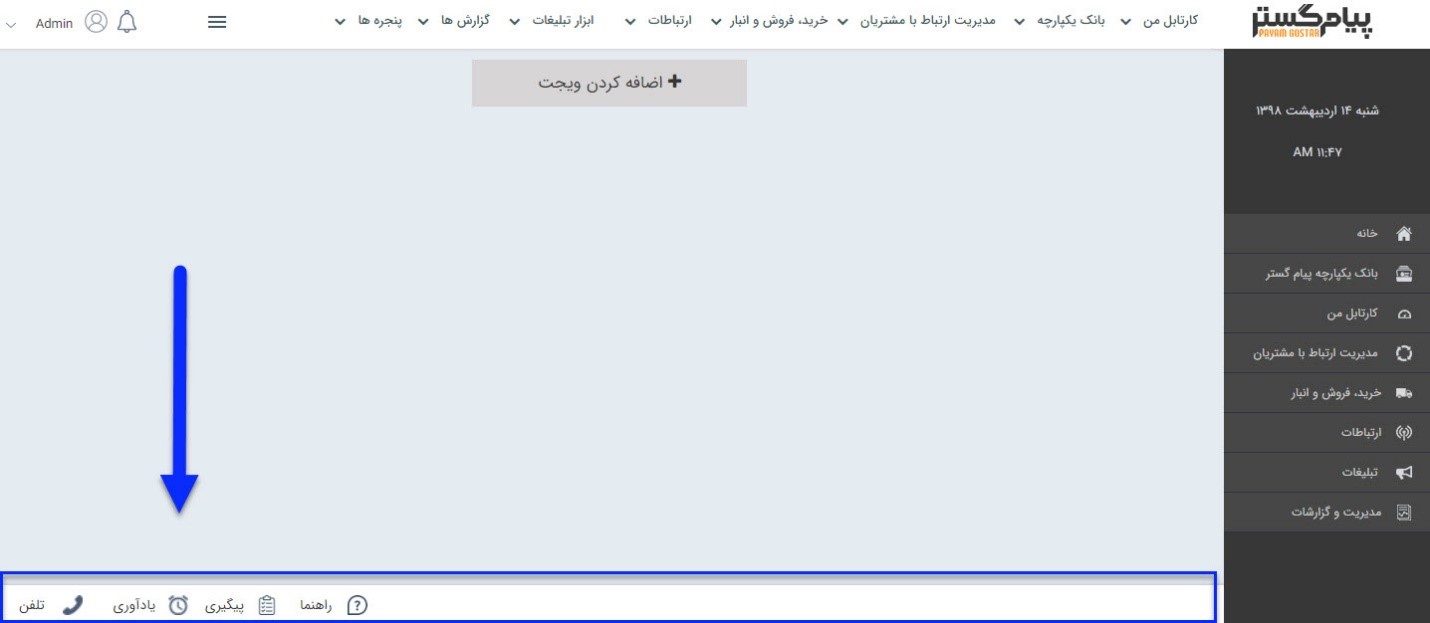 پیام‌گستر
PAYAM GOSTAR
کارتابل من
بانک یکپارچه
مدیریت ارتباط با مشتریان
خرید، فروش و انبار
ارتباطات
ابزار تبلیغات
گزارش ها
پنجره ها
Admin
شنبه ۱۴ اردیبهشت ۱۳۹۸
۱۱:۴۷ AM
خانه
بانک یکپارچه پیام گستر
کارتابل من
مدیریت ارتباط با مشتریان
خرید، فروش و انبار
ارتباطات
تبلیغات
مدیریت و گزارشات
+ اضافه کردن ویجت
راهنما
پیگیری
یادآوری
تلفن